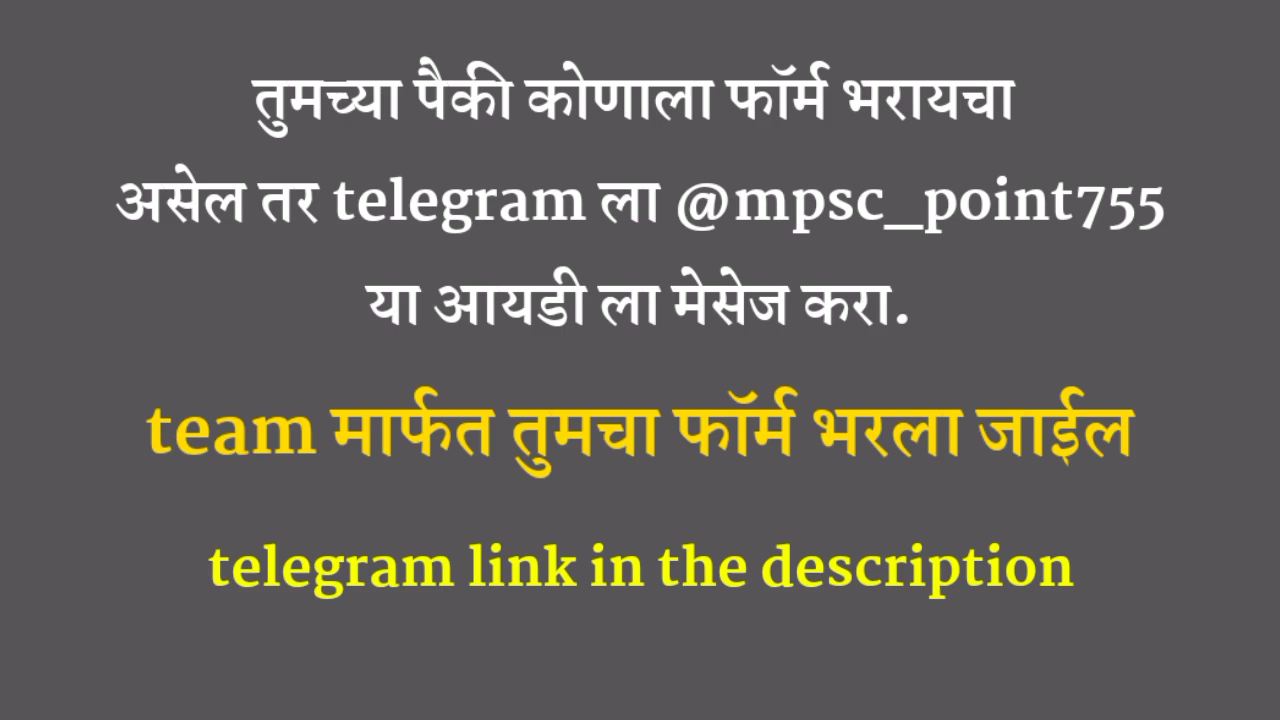 तुमच्या पैकी कोणाला फॉर्म भरायचा
असेल तर telegram ला @mpsc_point755
या आयडी ला मेसेज करा.
team मार्फत तुमचा फॉर्म भरला जाईल
telegram link in the description